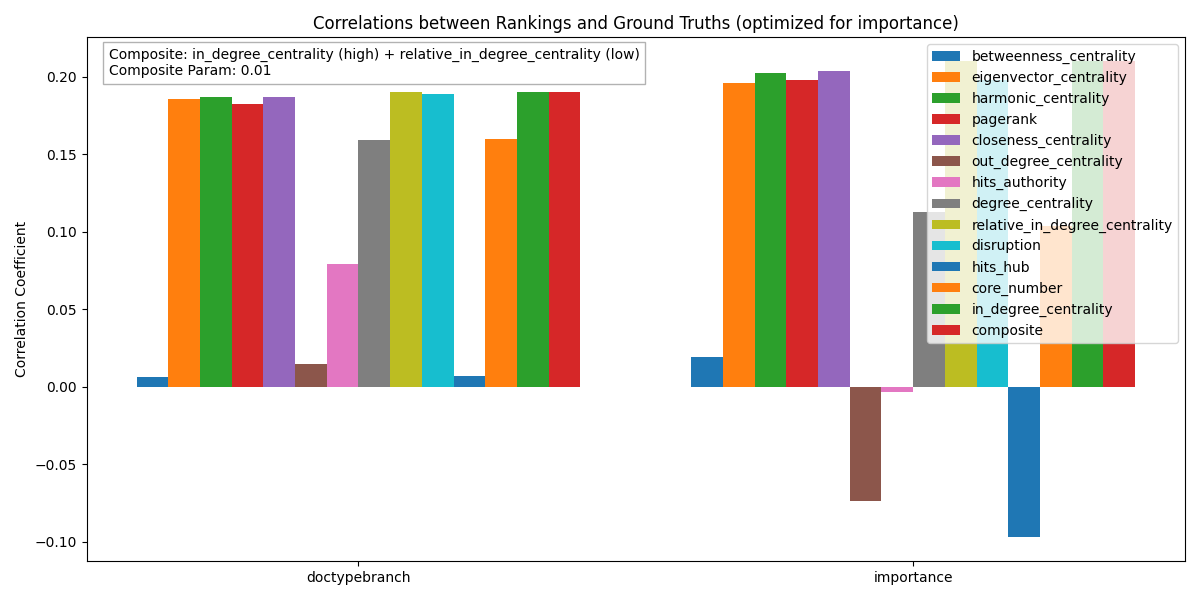 Correlations between Rankings and Ground Truths (optimized for importance)
Composite: in_degree_centrality (high) + relative_in_degree_centrality (low)
Composite Param: 0.01
betweenness_centrality
eigenvector_centrality
harmonic_centrality
pagerank
closeness_centrality
out_degree_centrality
hits_authority
degree_centrality
relative_in_degree_centrality
disruption
hits_hub
core_number
in_degree_centrality
composite
Correlation Coefficient
0.20
0.15
0.10
0.05
0.00
−0.05
−0.10
doctypebranch
importance